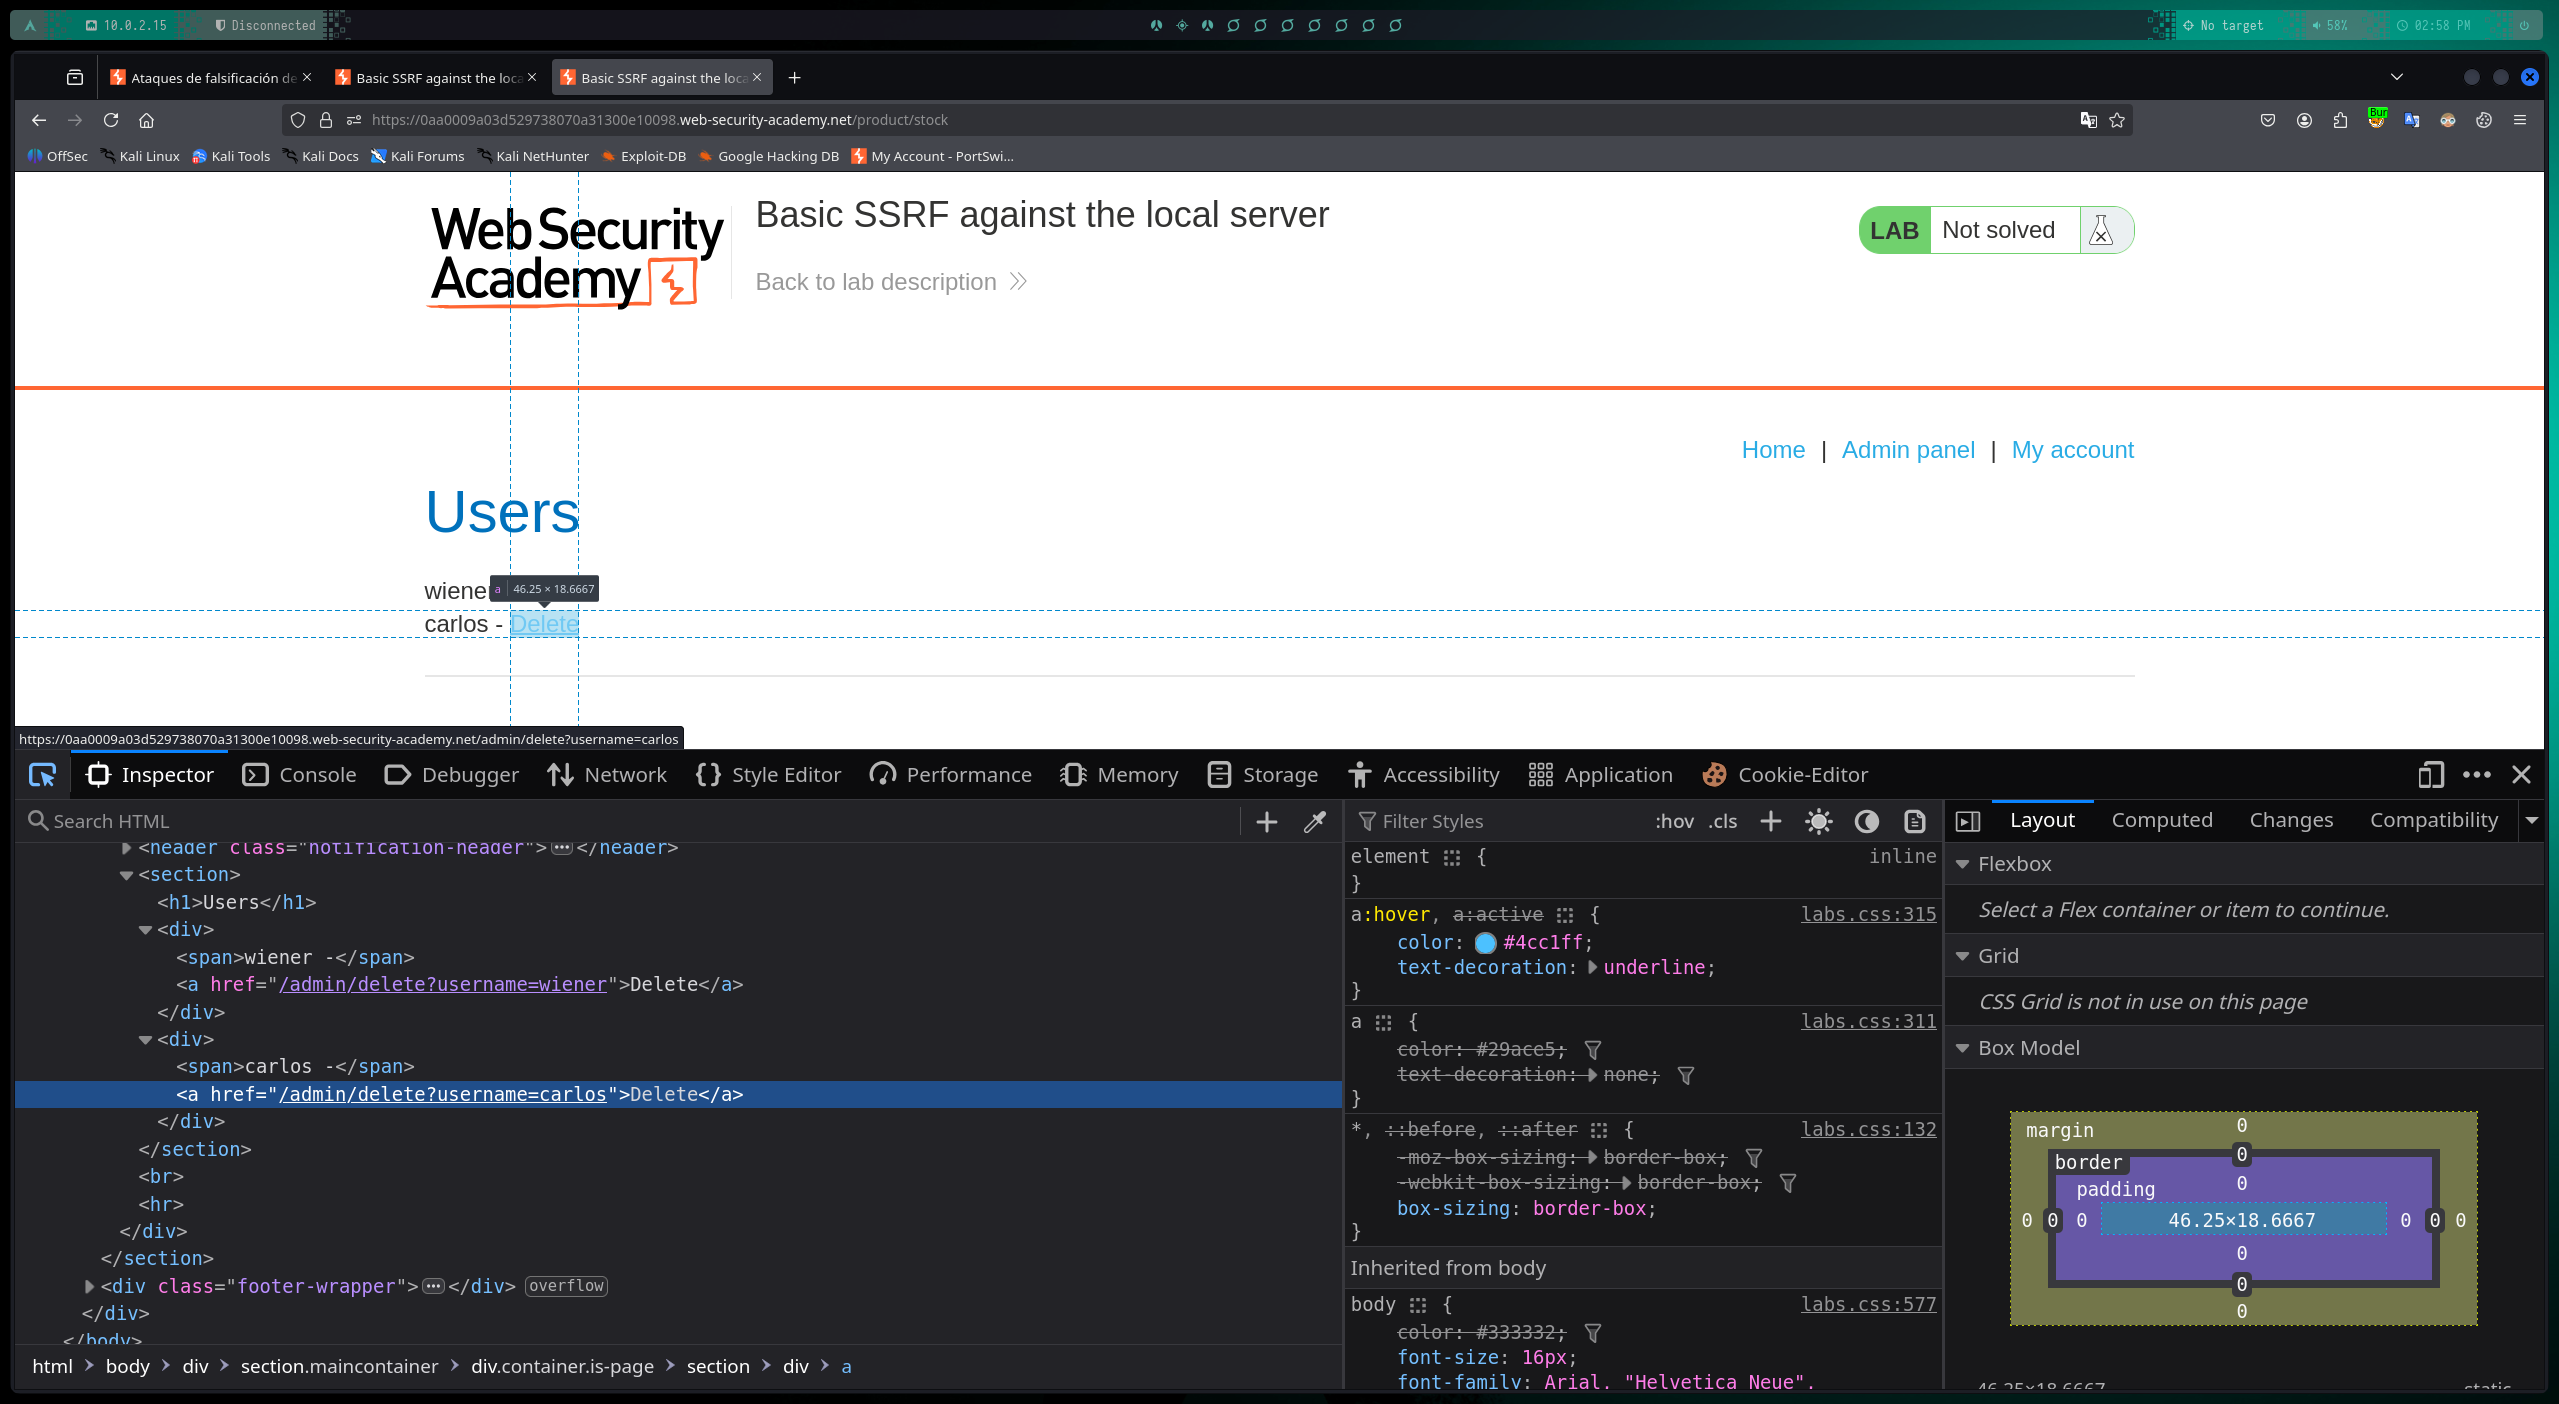 10.0.2.15 Disconnected No target 58% 02:58 PM
Ataques de falsificación de Basic SSRF against the loca Basic SSRF against the loca
https://0aa0009a03d529738070a31300e10098.web-security-academy.net/product/stock
OffSec Kali Linux Kali Tools Kali Docs Kali Forums Kali NetHunter Exploit-DB Google Hacking DB My Account - PortSwi...
WebSecurity
Academy
Basic SSRF against the local server
Back to lab description
LAB Not solved
Home | Admin panel | My account
Users
wiener
a 46.25 × 18.6667
carlos - Delete
https://0aa0009a03d529738070a31300e10098.web-security-academy.net/admin/delete?username=carlos
Inspector Console Debugger Network Style Editor Performance Memory Storage Accessibility Application Cookie-Editor
Search HTML
<header class="notification-header"></header>
<section>
<h1>Users</h1>
<div>
<span>wiener -</span>
<a href="/admin/delete?username=wiener">Delete</a>
</div>
<div>
<span>carlos -</span>
<a href="/admin/delete?username=carlos">Delete</a>
</div>
</section>
<br>
<hr>
</div>
</section>
<div class="footer-wrapper"></div> overflow
</div>
</body>
html body div section.maincontainer div.container.is-page section div a
Filter Styles :hov .cls
element { inline
}
a:hover, a:active { labs.css:315
color: #4cc1ff;
text-decoration: underline;
}
a { labs.css:311
color: #29ace5;
text-decoration: none;
}
*, ::before, ::after { labs.css:132
-moz-box-sizing: border-box;
-webkit-box-sizing: border-box;
box-sizing: border-box;
}
Inherited from body
body { labs.css:577
color: #333332;
font-size: 16px;
font-family: Arial, "Helvetica Neue",
Layout Computed Changes Compatibility
Flexbox
Select a Flex container or item to continue.
Grid
CSS Grid is not in use on this page
Box Model
margin 0
border 0
padding 0
0 0 0 46.25×18.6667 0 0 0
0
0
0
46.25×18.6667 static